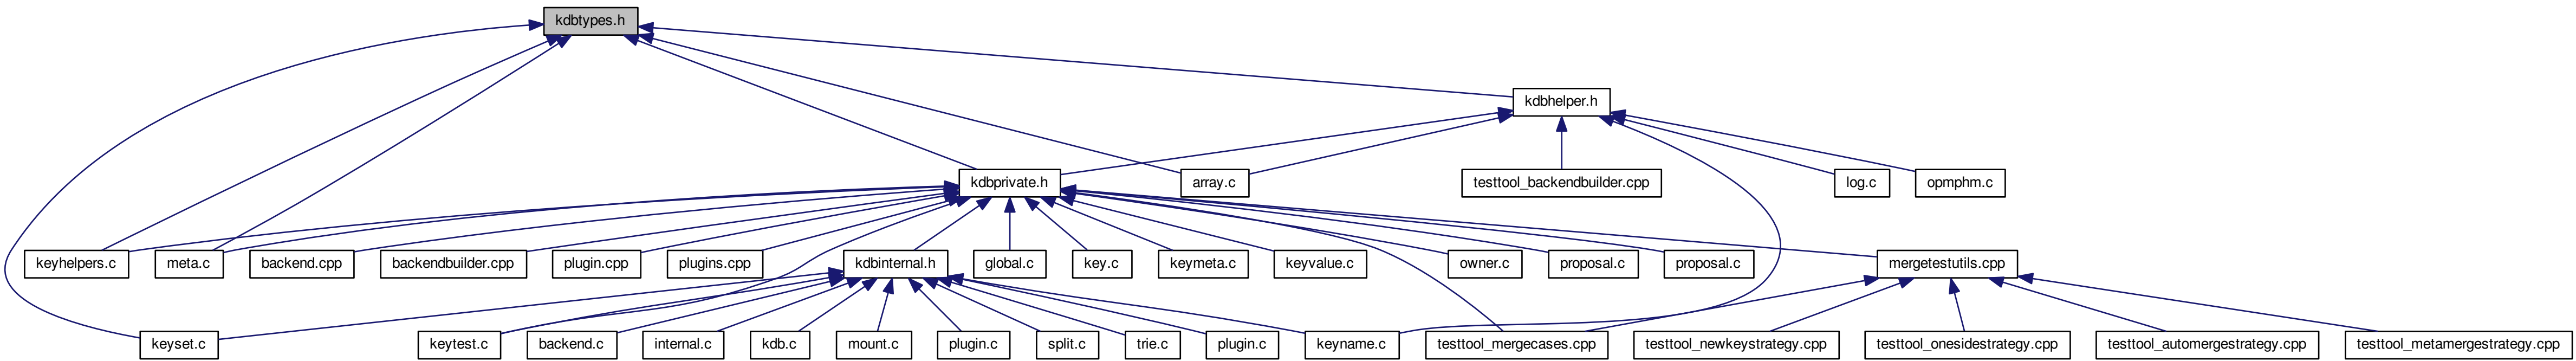 kdbtypes.h
kdbhelper.h
kdbprivate.h
array.c
testtool_backendbuilder.cpp
log.c
opmphm.c
keyhelpers.c
meta.c
backend.cpp
backendbuilder.cpp
plugin.cpp
plugins.cpp
kdbinternal.h
global.c
key.c
keymeta.c
keyvalue.c
owner.c
proposal.c
proposal.c
mergetestutils.cpp
keyset.c
keytest.c
backend.c
internal.c
kdb.c
mount.c
plugin.c
split.c
trie.c
plugin.c
keyname.c
testtool_mergecases.cpp
testtool_newkeystrategy.cpp
testtool_onesidestrategy.cpp
testtool_automergestrategy.cpp
testtool_metamergestrategy.cpp